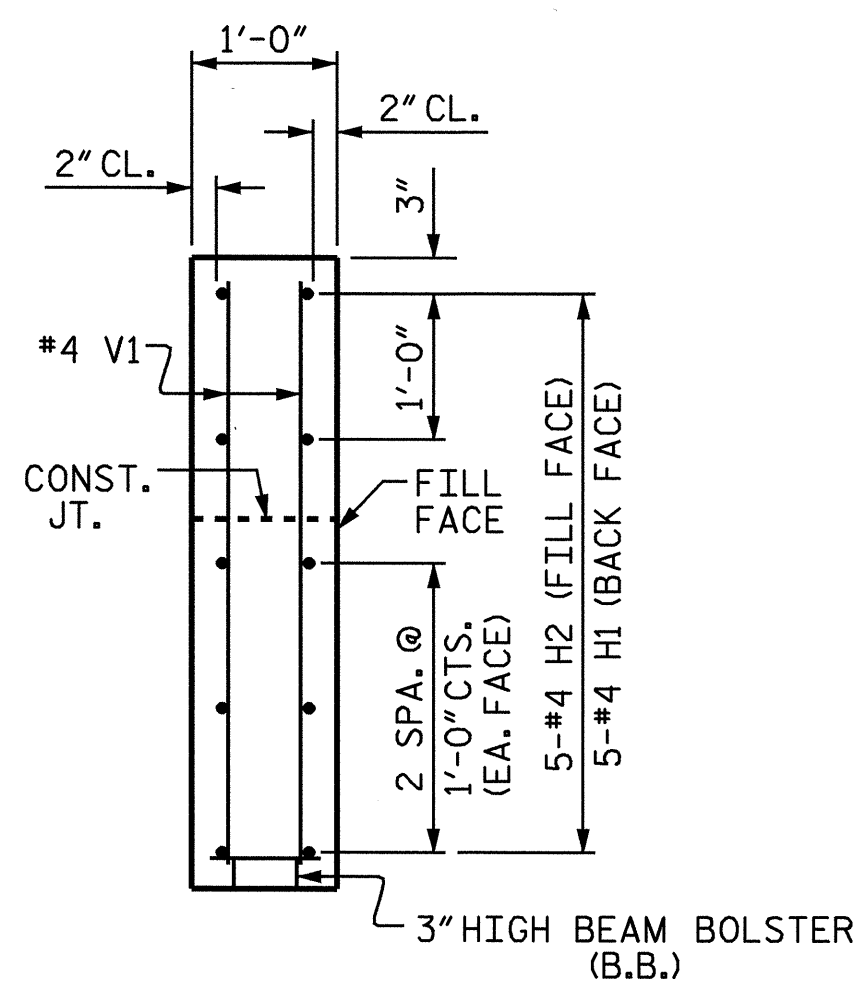 1'-0"
2" CL.
2" CL.
3"
#4 V1
1'-0"
CONST.
JT.
FILL
FACE
2 SPA. @
1'-0" CTS.
(EA. FACE)
5-#4 H2 (FILL FACE)
5-#4 H1 (BACK FACE)
3" HIGH BEAM BOLSTER
(B.B.)